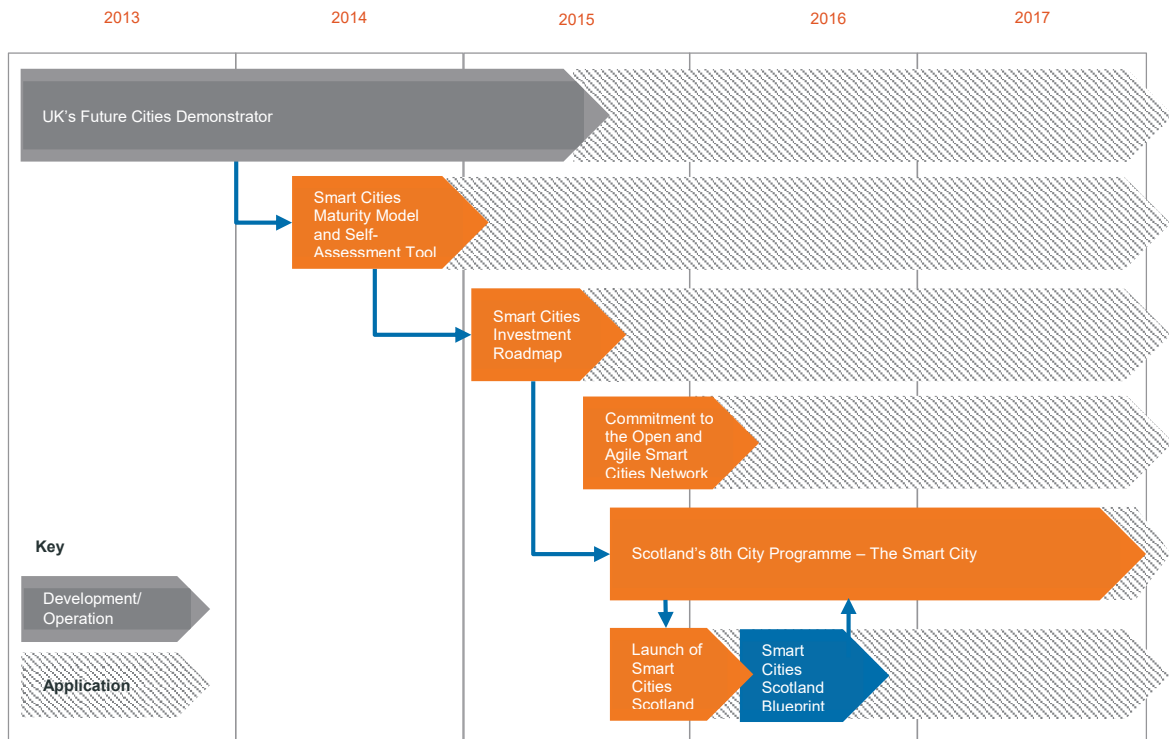 2013 2014 2015 2016 2017
UK's Future Cities Demonstrator
Smart Cities
Maturity Model
and Self-
Assessment Tool
Smart Cities
Investment
Roadmap
Commitment to
the Open and
Agile Smart
Cities Network
Scotland's 8th City Programme – The Smart City
Launch of
Smart
Cities
Scotland
Smart
Cities
Scotland
Blueprint
Key
Development/
Operation
Application